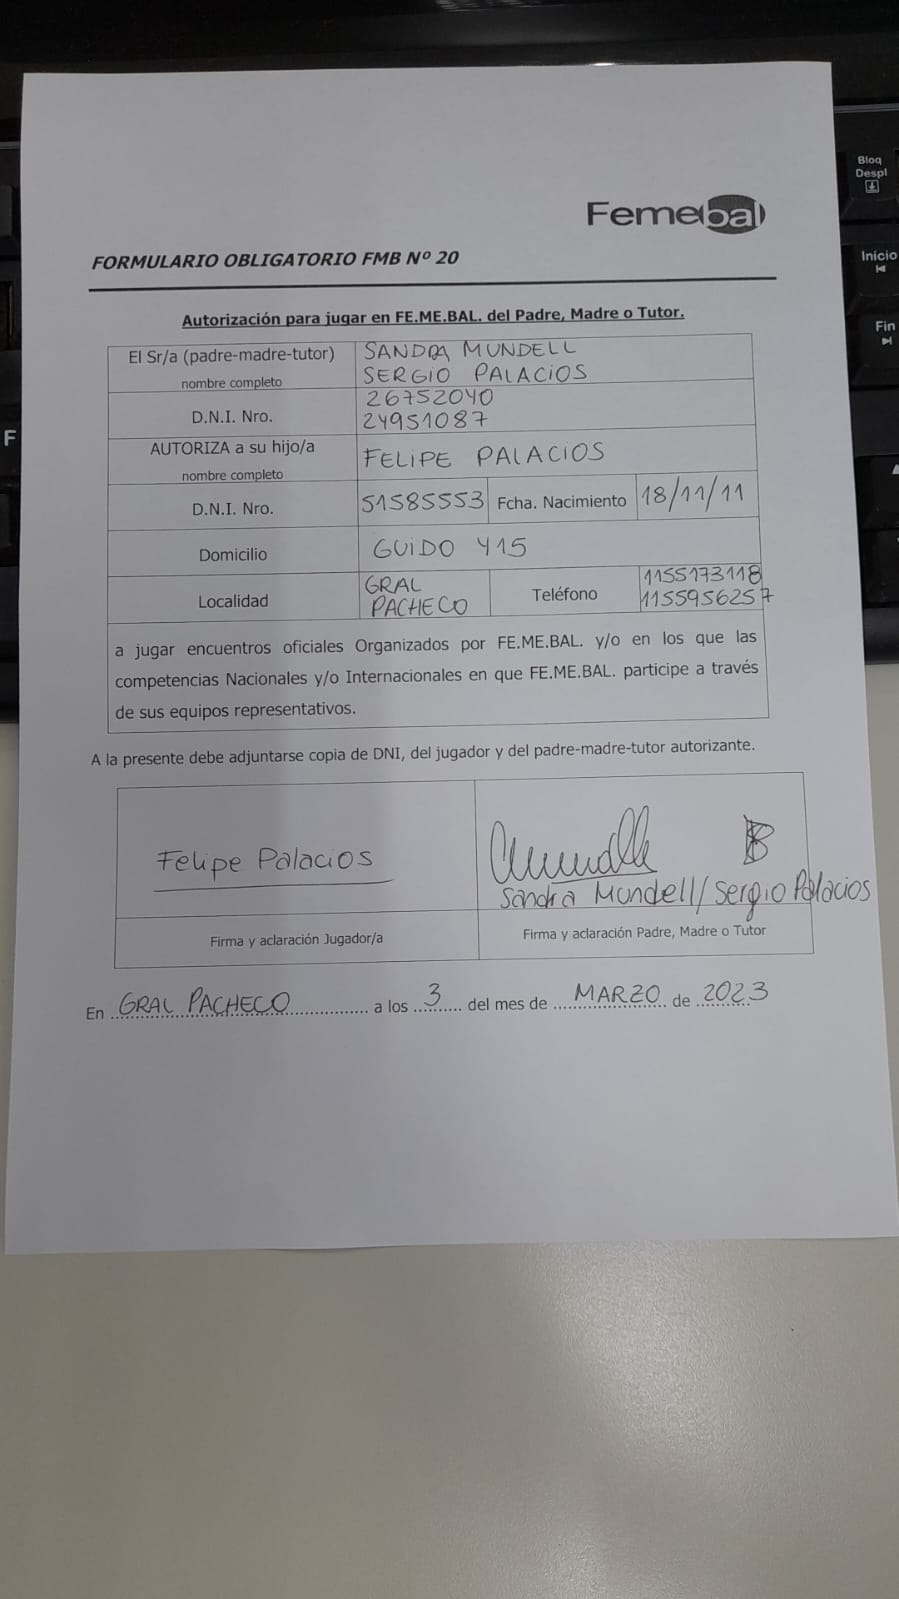 Bloq
Despl
Inicio
Fin
F
Femebal
FORMULARIO OBLIGATORIO FMB Nº 20
Autorización para jugar en FE.ME.BAL. del Padre, Madre o Tutor.
El Sr/a (padre-madre-tutor)
nombre completo
SANDRA MUNDELL
SERGIO PALACIOS
D.N.I. Nro.
26752040
24951087
AUTORIZA a su hijo/a
nombre completo
FELIPE PALACIOS
D.N.I. Nro. 51585553 Fcha. Nacimiento 18/11/11
Domicilio GUIDO 415
Localidad
GRAL
PACHECO
Teléfono
1155173118
1155956257
a jugar encuentros oficiales Organizados por FE.ME.BAL. y/o en los que las
competencias Nacionales y/o Internacionales en que FE.ME.BAL. participe a través
de sus equipos representativos.
A la presente debe adjuntarse copia de DNI, del jugador y del padre-madre-tutor autorizante.
Felipe Palacios
Sandra Mundell/Sergio Palacios
Firma y aclaración Jugador/a
Firma y aclaración Padre, Madre o Tutor
En GRAL PACHECO a los 3 del mes de MARZO de 2023